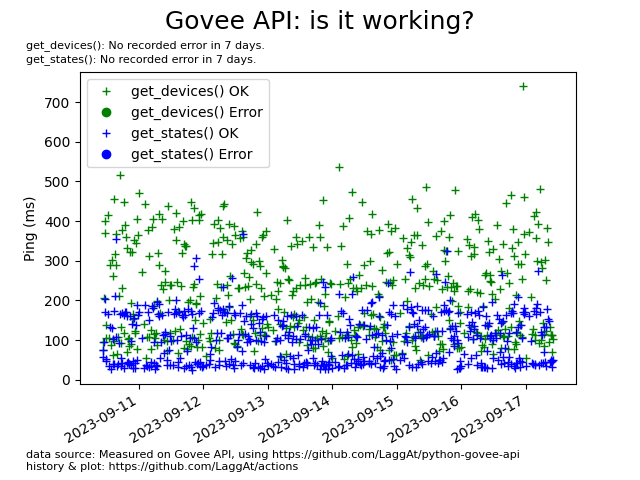 Govee API: is it working?
get_devices(): No recorded error in 7 days.
get_states(): No recorded error in 7 days.
get_devices() OK
get_devices() Error
get_states() OK
get_states() Error
700
600
500
400
300
200
100
0
Ping (ms)
2023-09-11
2023-09-12
2023-09-13
2023-09-14
2023-09-15
2023-09-16
2023-09-17
data source: Measured on Govee API, using https://github.com/LaggAt/python-govee-api
history & plot: https://github.com/LaggAt/actions